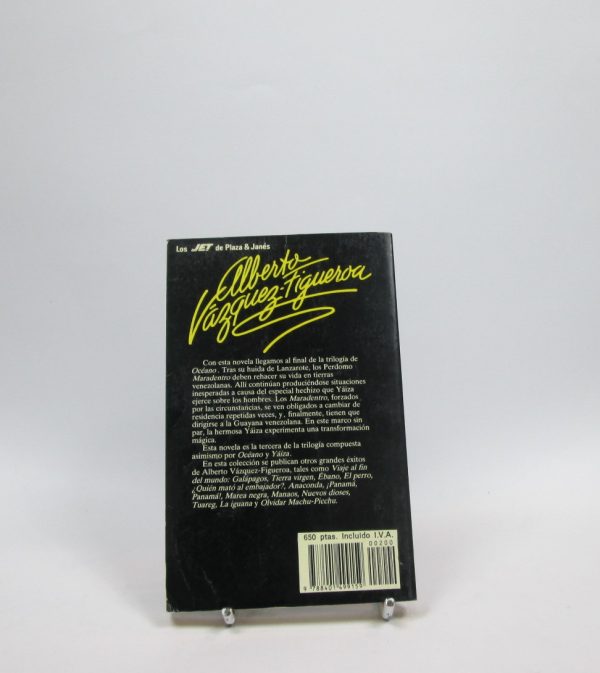 Los JET de Plaza & Janés
Alberto
Vázquez-Figueroa
Con esta novela llegamos al final de la trilogía de
Océano. Tras su huida de Lanzarote, los Perdomo
Maradentro deben rehacer su vida en tierras
venezolanas. Allí continúan produciéndose situaciones
inesperadas a causa del especial hechizo que Yáiza
ejerce sobre los hombres. Los Maradentro, forzados
por las circunstancias, se ven obligados a cambiar de
residencia repetidas veces, y, finalmente, tienen que
dirigirse a la Guayana venezolana. En este marco sin
par, la hermosa Yáiza experimenta una transformación
mágica.
Esta novela es la tercera de la trilogía compuesta
asimismo por Océano y Yáiza.
En esta colección se publican otros grandes éxitos
de Alberto Vázquez-Figueroa, tales como Viaje al fin
del mundo: Galápagos, Tierra virgen, Ébano, El perro,
¿Quién mató al embajador?, Anaconda, ¡Panamá,
Panamá!, Marea negra, Manaos, Nuevos dioses,
Tuareg, La iguana y Olvidar Machu-Picchu.
650 ptas. Incluido I.V.A.
00200
9 788401 499159